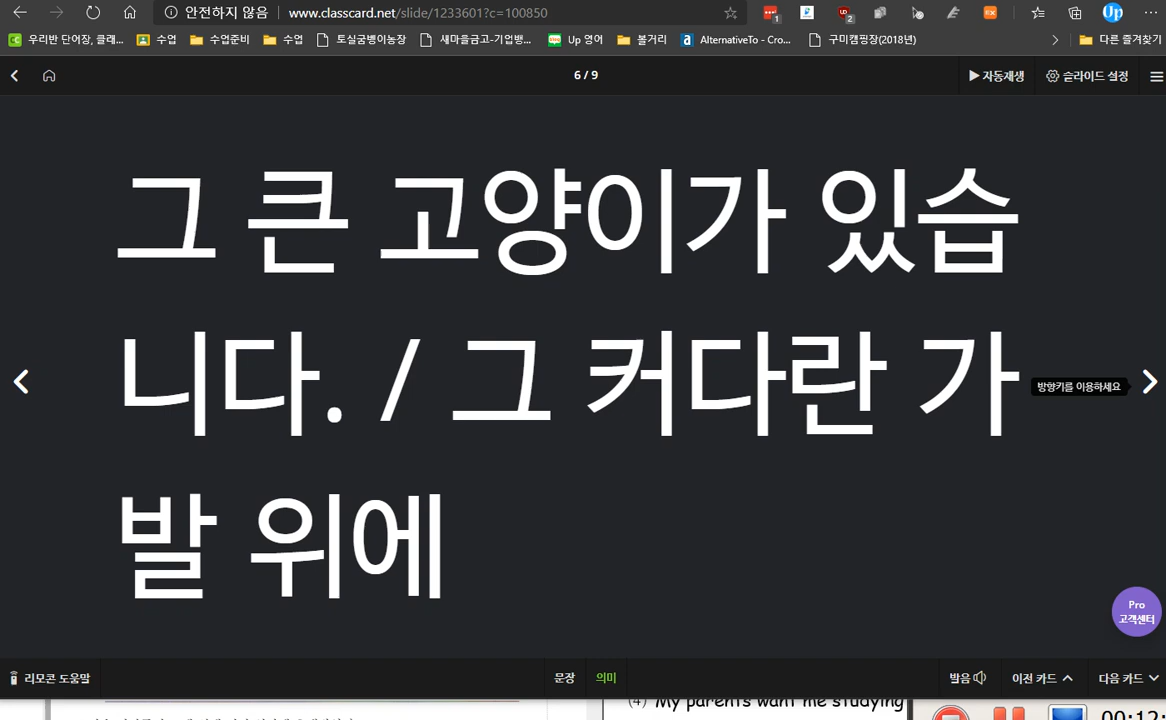 안전하지 않음 | www.classcard.net/slide/1233601?c=100850
우리반 단어장, 클래... 수업 수업준비 수업 토실굼벵이농장 새마을금고-기업뱅... Up 영어 볼거리 AlternativeTo - Cro... 구미캠핑장(2018년) 다른 즐겨찾기
6 / 9 자동재생 슬라이드 설정
그 큰 고양이가 있습
니다. / 그 커다란 가
방향키를 이용하세요
발 위에
Pro
고객센터
리모콘 도움말 문장 의미 발음 이전 카드 다음 카드
(4) My parents want me studying
00:12: